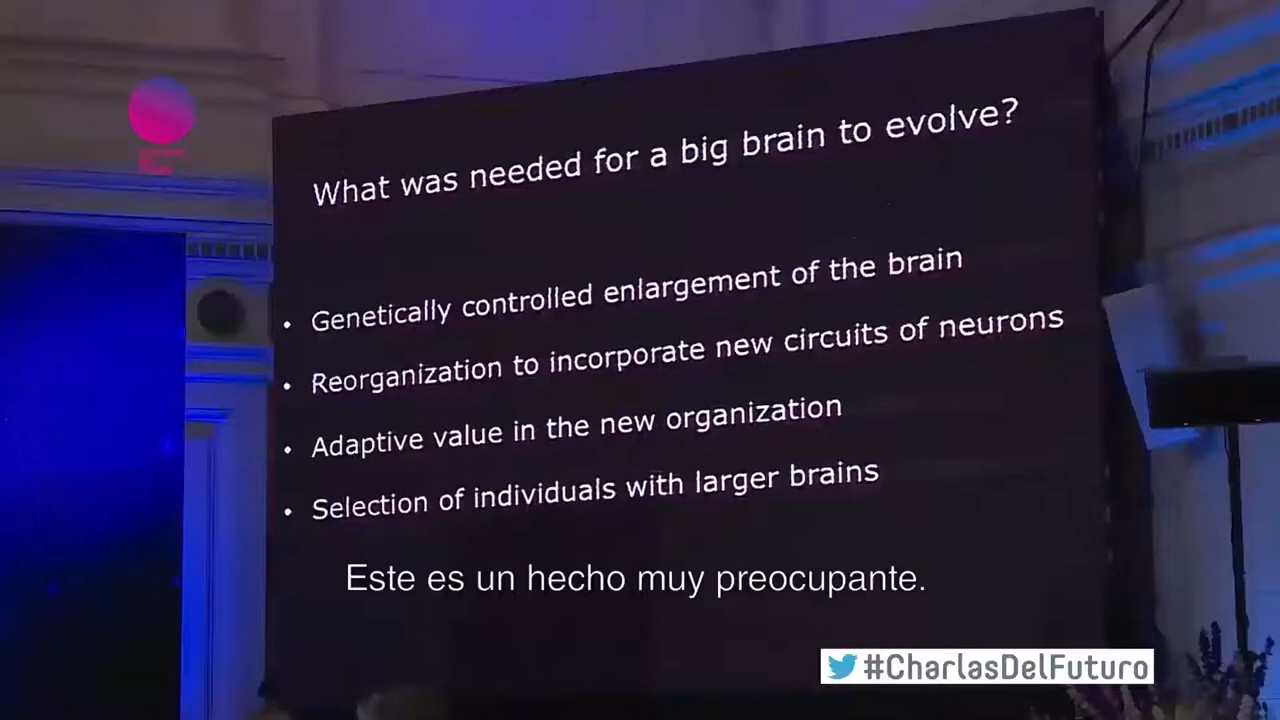 What was needed for a big brain to evolve?
• Genetically controlled enlargement of the brain
• Reorganization to incorporate new circuits of neurons
• Adaptive value in the new organization
• Selection of individuals with larger brains
Este es un hecho muy preocupante.
#CharlasDelFuturo